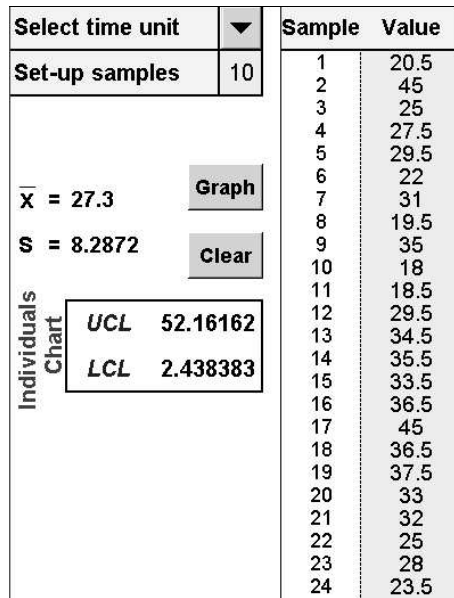 Select time unit
Set-up samples 10
x̄ = 27.3
Graph
S = 8.2872
Clear
Individuals
Chart
UCL 52.16162
LCL 2.438383
Sample Value
1 20.5
2 45
3 25
4 27.5
5 29.5
6 22
7 31
8 19.5
9 35
10 18
11 18.5
12 29.5
13 34.5
14 35.5
15 33.5
16 36.5
17 45
18 36.5
19 37.5
20 33
21 32
22 25
23 28
24 23.5